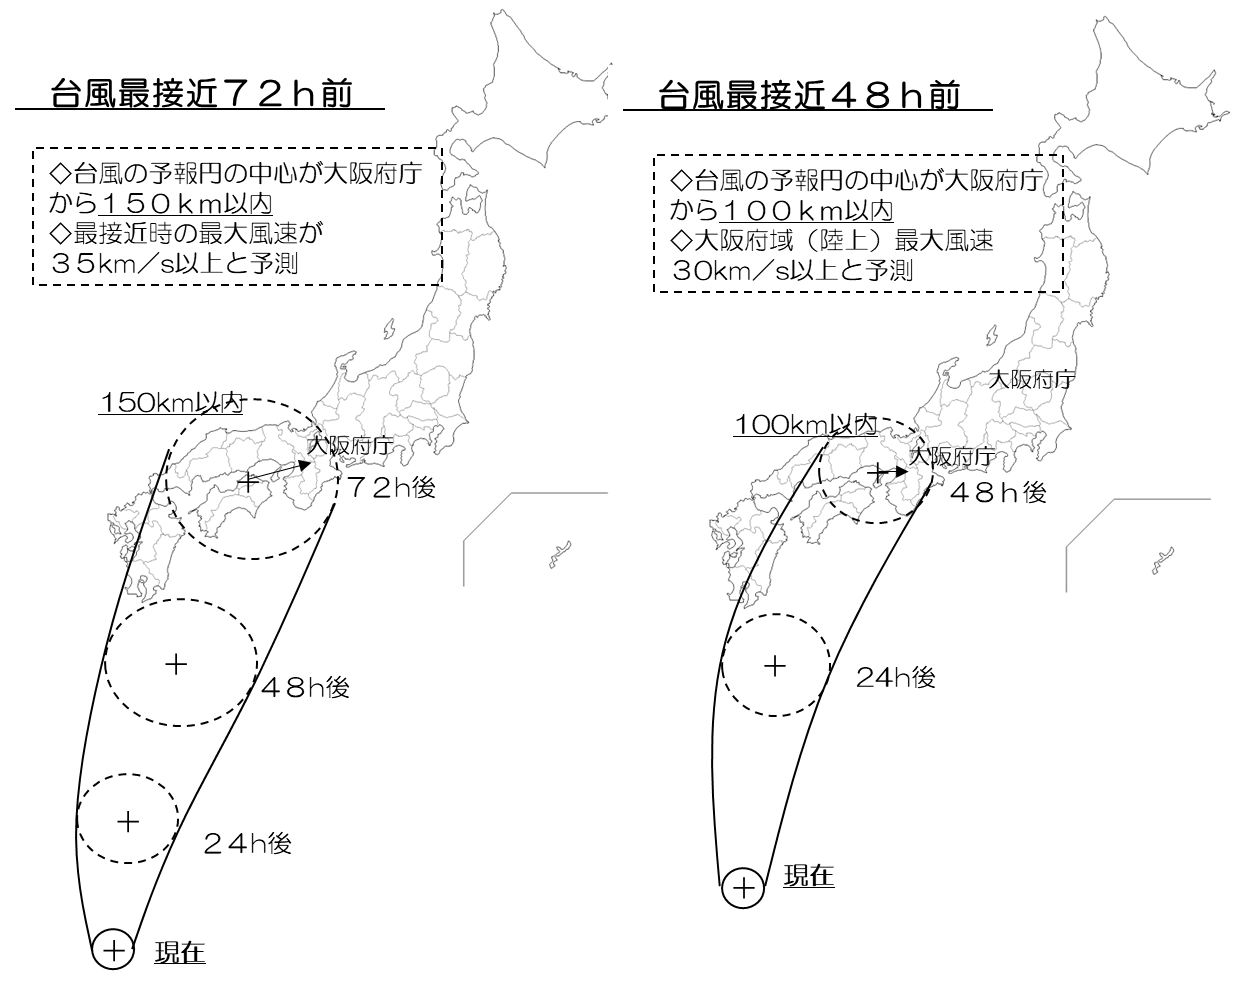 台風最接近７２ｈ前
◇台風の予報円の中心が大阪府庁
から１５０ｋｍ以内
◇最接近時の最大風速が
３５km／s以上と予測
150km以内
大阪府庁
７２h後
４８h後
２４h後
現在
台風最接近４８ｈ前
◇台風の予報円の中心が大阪府庁
から１００ｋｍ以内
◇大阪府域（陸上）最大風速
30km／s以上と予測
大阪府庁
100km以内
大阪府庁
４８ｈ後
24h後
現在